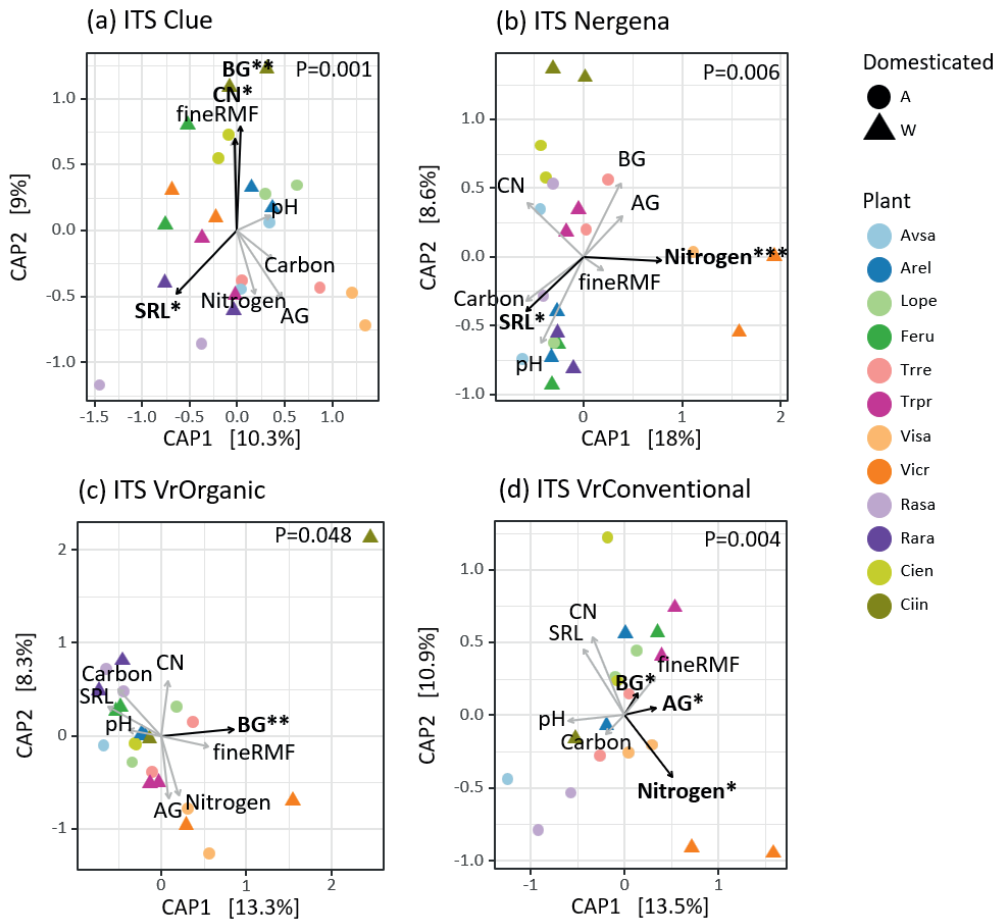 (a) ITS Clue
P=0.001
BG**
CN*
fineRMF
pH
Carbon
Nitrogen
AG
SRL*
1.0
0.5
0.0
-0.5
-1.0
-1.5
-1.0
-0.5
0.0
0.5
1.0
CAP2 [9%]
CAP1 [10.3%]
(b) ITS Nergena
P=0.006
BG
AG
CN
Nitrogen***
fineRMF
Carbon
SRL*
pH
1.0
0.5
0.0
-0.5
-1.0
0
1
2
CAP2 [8.6%]
CAP1 [18%]
(c) ITS VrOrganic
P=0.048
CN
Carbon
SRL
pH
BG**
fineRMF
AG
Nitrogen
2
1
0
-1
0
1
2
CAP2 [8.3%]
CAP1 [13.3%]
(d) ITS VrConventional
P=0.004
CN
SRL
fineRMF
BG*
AG*
pH
Carbon
Nitrogen*
1.0
0.5
0.0
-0.5
-1.0
-1
0
1
CAP2 [10.9%]
CAP1 [13.5%]
Domesticated
A
W
Plant
Avsa
Arel
Lope
Feru
Trre
Trpr
Visa
Vicr
Rasa
Rara
Cien
Ciin